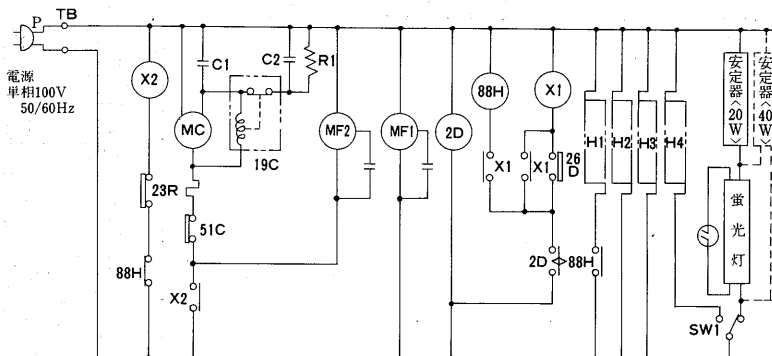 P
TB
電源
単相100V
50/60Hz
X2
C1
C2
R1
MC
19C
MF2
MF1
2D
88H
X1
23R
51C
88H
X2
X1
X1
26
D
2D
88H
H1
H2
H3
H4
安定器〈20W〉
安定器〈40W〉
蛍光灯
SW1